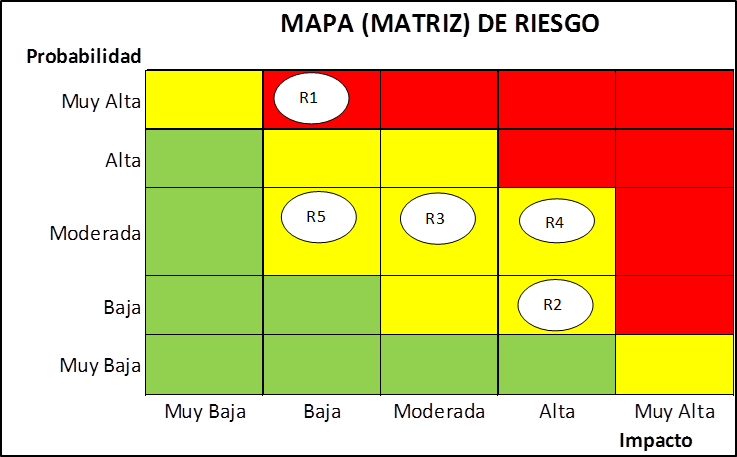 MAPA (MATRIZ) DE RIESGO
Probabilidad
Muy Alta
R1
Alta
Moderada
R5
R3
R4
Baja
R2
Muy Baja
Muy Baja
Baja
Moderada
Alta
Muy Alta
Impacto